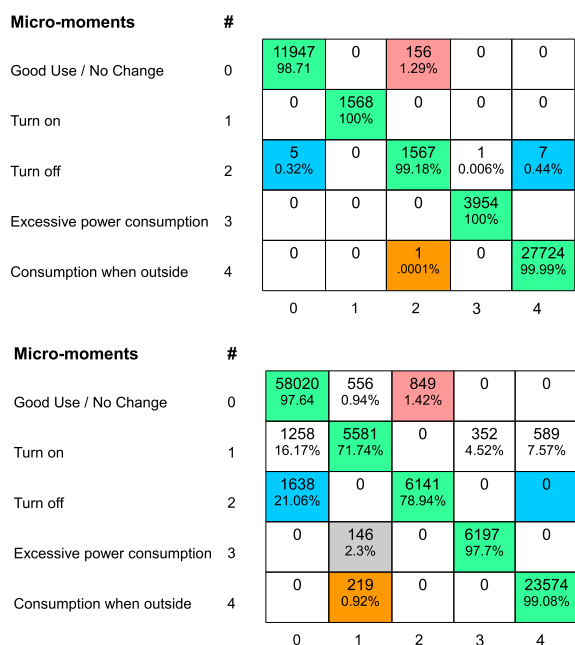 Micro-moments #
Good Use / No Change 0 11947 0 156 0 0
98.71 1.29%
Turn on 1 0 1568 0 0 0
100%
Turn off 2 5 0 1567 1 7
0.32% 99.18% 0.006% 0.44%
Excessive power consumption 3 0 0 0 3954
100%
Consumption when outside 4 0 0 1 0 27724
.0001% 99.99%
0 1 2 3 4
Micro-moments #
Good Use / No Change 0 58020 556 849 0 0
97.64 0.94% 1.42%
Turn on 1 1258 5581 0 352 589
16.17% 71.74% 4.52% 7.57%
Turn off 2 1638 0 6141 0 0
21.06% 78.94%
Excessive power consumption 3 0 146 6197 0
2.3% 97.7%
Consumption when outside 4 0 219 0 0 23574
0.92% 99.08%
0 1 2 3 4